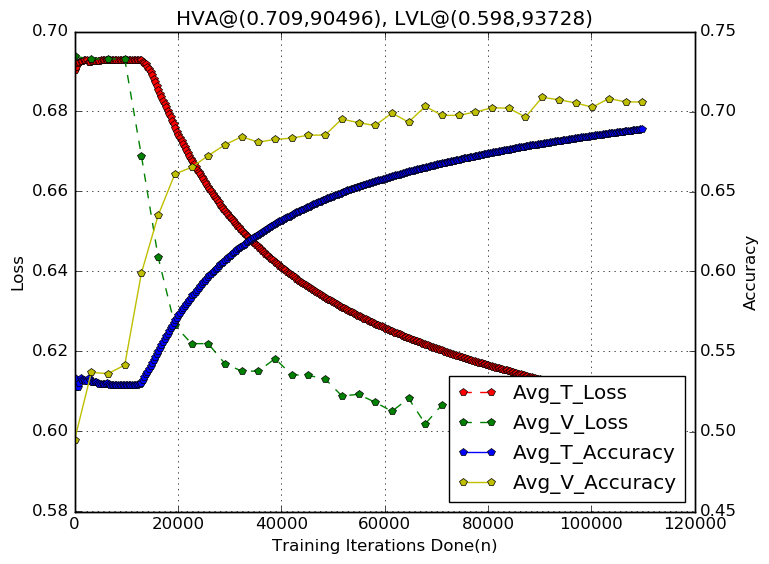 HVA@(0.709,90496), LVL@(0.598,93728)
0.70
0.68
0.66
0.64
0.62
0.60
0.58
Loss
0.75
0.70
0.65
0.60
0.55
0.50
0.45
Accuracy
Avg_T_Loss
Avg_V_Loss
Avg_T_Accuracy
Avg_V_Accuracy
0 20000 40000 60000 80000 100000 120000
Training Iterations Done(n)